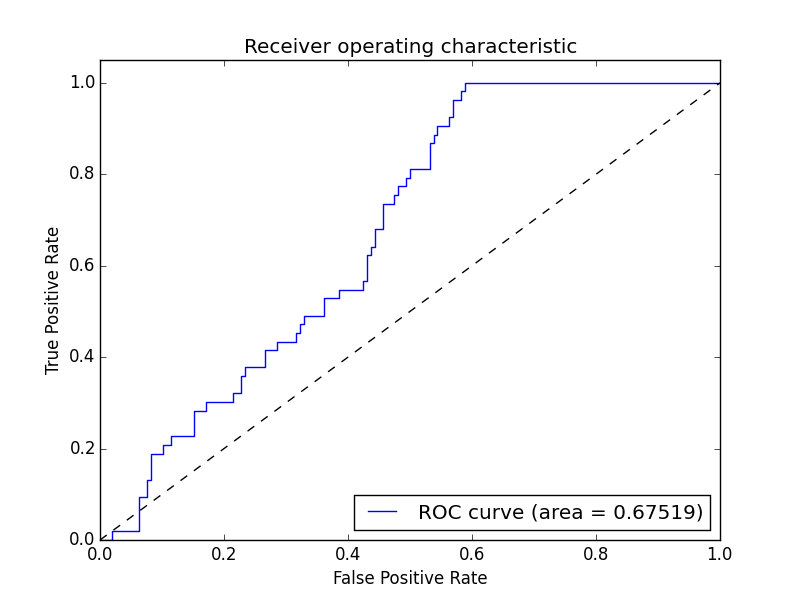 Receiver operating characteristic
1.0
0.8
0.6
0.4
0.2
0.0
True Positive Rate
ROC curve (area = 0.67519)
0.0 0.2 0.4 0.6 0.8 1.0
False Positive Rate